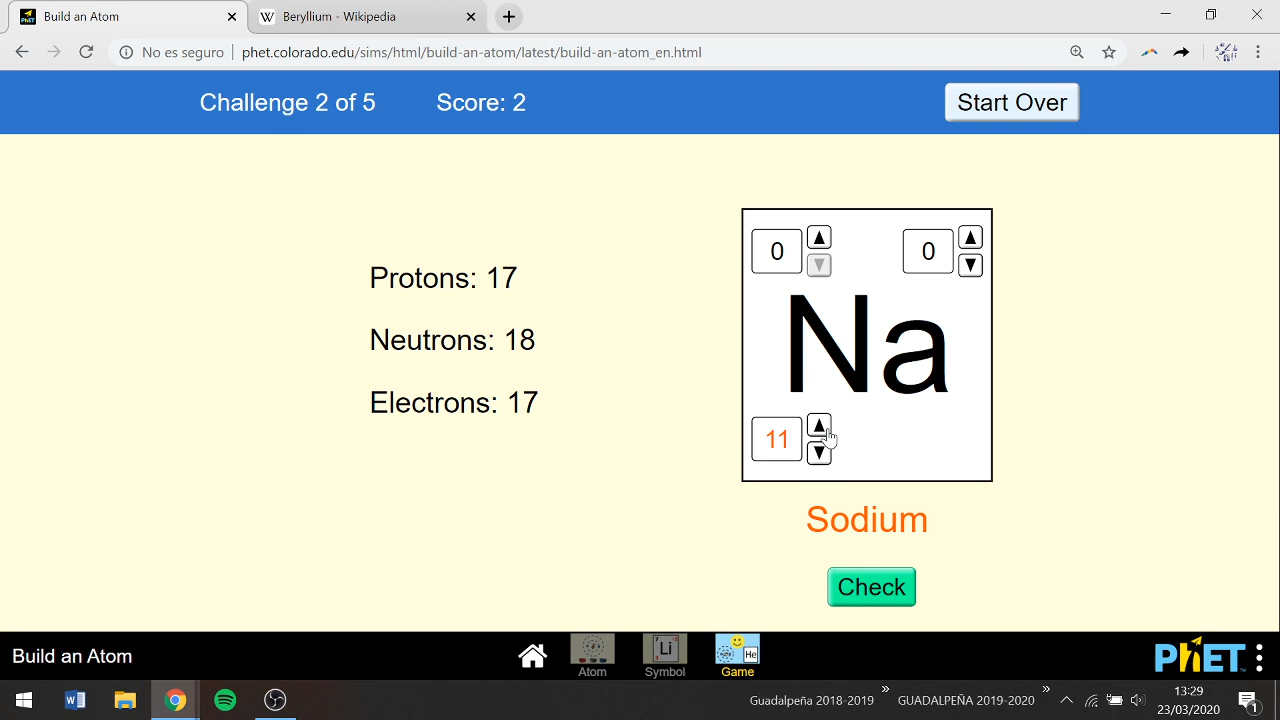 Build an Atom
Beryllium - Wikipedia
No es seguro | phet.colorado.edu/sims/html/build-an-atom/latest/build-an-atom_en.html
Challenge 2 of 5
Score: 2
Start Over
Protons: 17
Neutrons: 18
Electrons: 17
0
0
Na
11
Sodium
Check
Build an Atom
Atom
Li
Symbol
He
Game
PhET
Guadalpeña 2018-2019
GUADALPEÑA 2019-2020
13:29
23/03/2020
1